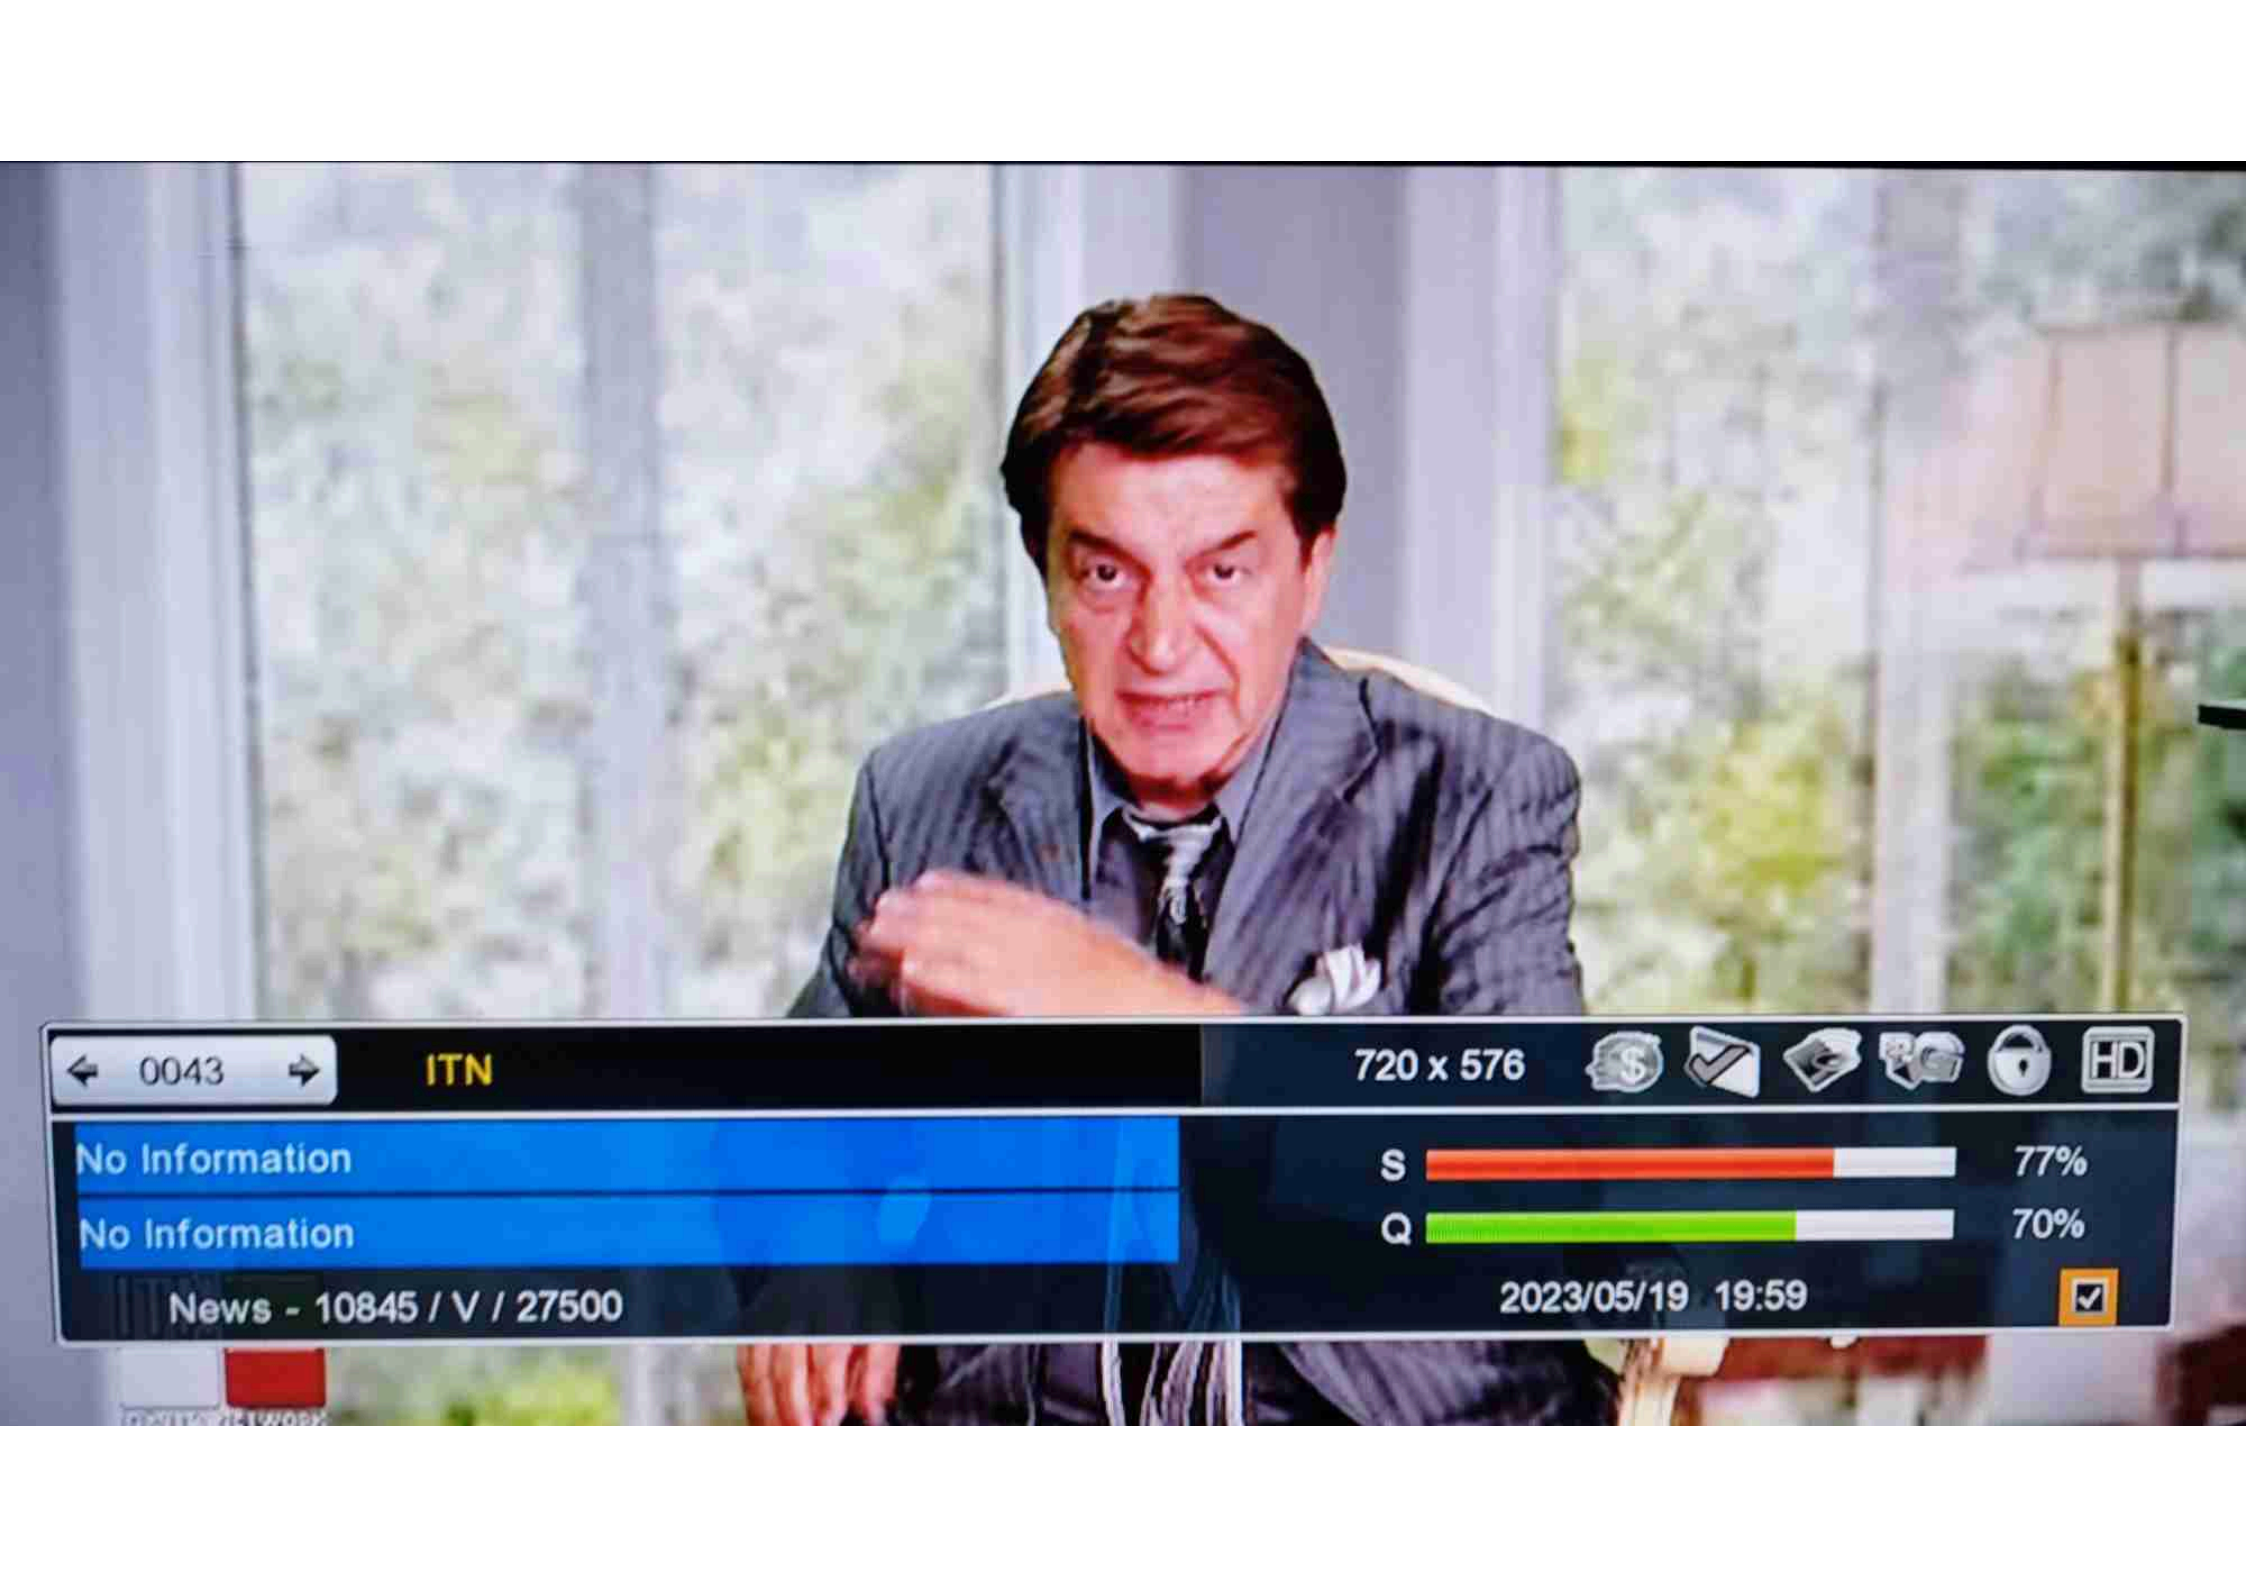 0043 ITN 720 x 576 HD
No Information
S 77%
No Information
Q 70%
News - 10845 / V / 27500
2023/05/19 19:59
NETWORK